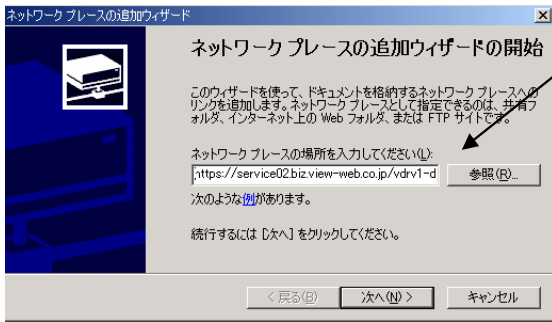 ネットワーク プレースの追加ウィザード
ネットワーク プレースの追加ウィザードの開始
このウィザードを使って、ドキュメントを格納するネットワーク プレースへの
リンクを追加します。ネットワーク プレースとして指定できるのは、共有フ
ォルダ、インターネット上の Web フォルダ、または FTP サイトです。
ネットワーク プレースの場所を入力してください(L):
https://service02.biz.view-web.co.jp/vdrv1-d
参照(R)...
次のような例があります。
続行するには [次へ] をクリックしてください。
< 戻る(B)
次へ(N) >
キャンセル